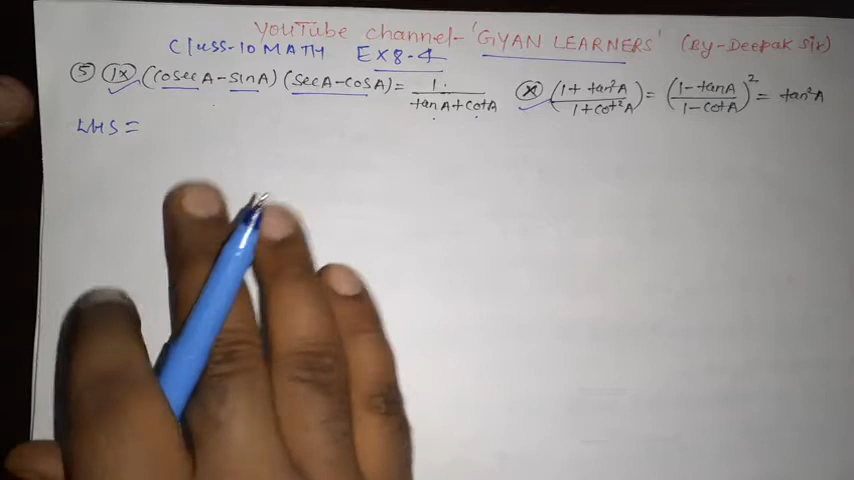 YouTube channel- 'GYAN LEARNERS' (By-Deepak sir)
Class-10 MATH EX 8.4
⑤ (ix) (cosecA - sinA) (secA - cosA) = 1 / (tanA + cotA)
(x) ((1 + tan²A) / (1 + cot²A)) = ((1 - tanA) / (1 - cotA))² = tan²A
LHS =